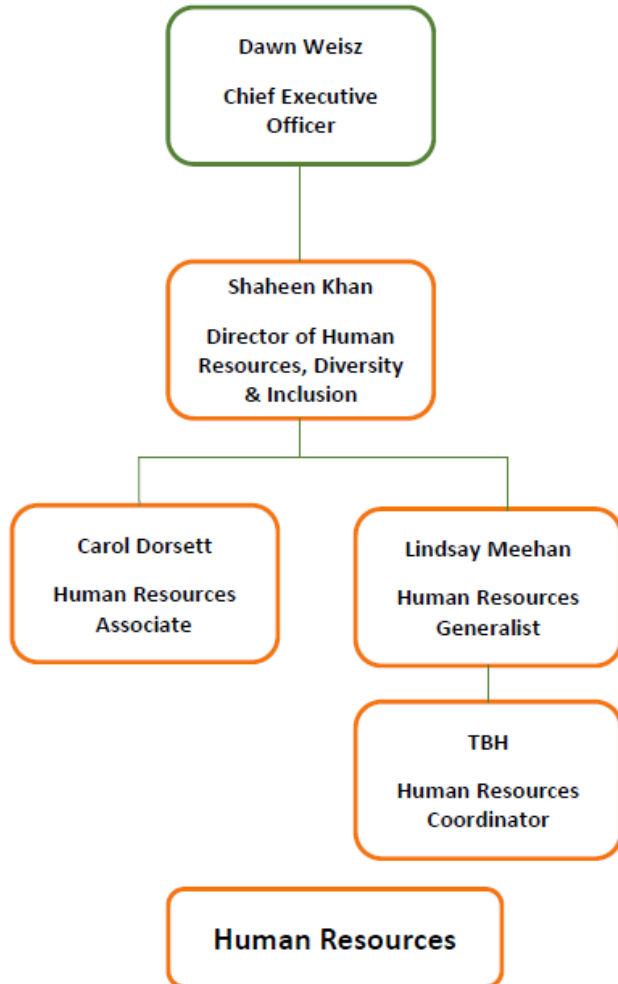 Dawn Weisz
Chief Executive
Officer
Shaheen Khan
Director of Human
Resources, Diversity
& Inclusion
Carol Dorsett
Human Resources
Associate
Lindsay Meehan
Human Resources
Generalist
TBH
Human Resources
Coordinator
Human Resources